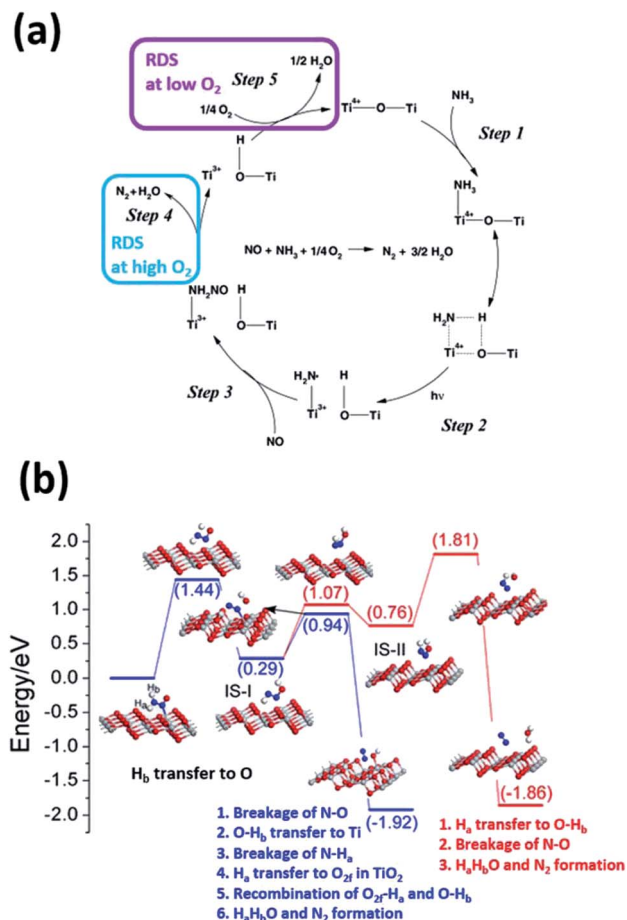 (a)
RDS
at low O₂
Step 5
1/2 H₂O
1/4 O₂
Ti⁴⁺—O—Ti
NH₃
Step 1
H
Ti³⁺
O—Ti
NH₃
Ti⁴⁺—O—Ti
N₂+H₂O
Step 4
RDS
at high O₂
NO + NH₃ + 1/4 O₂ → N₂ + 3/2 H₂O
NH₂NO H
Ti³⁺ O—Ti
H₂N H
Ti⁴⁺ O—Ti
H₂N• H
Ti³⁺ O—Ti
hν
Step 3
Step 2
NO
(b)
Energy/eV
2.0
1.5
1.0
0.5
0.0
-0.5
-1.0
-1.5
-2.0
(1.44)
(1.81)
(1.07)
(0.94)
(0.76)
(0.29)
IS-I
IS-II
Hb
Ha
Hb transfer to O
(-1.92)
(-1.86)
1. Breakage of N-O
2. O-Hb transfer to Ti
3. Breakage of N-Ha
4. Ha transfer to O2f in TiO₂
5. Recombination of O2f-Ha and O-Hb
6. HaHbO and N₂ formation
1. Ha transfer to O-Hb
2. Breakage of N-O
3. HaHbO and N₂ formation